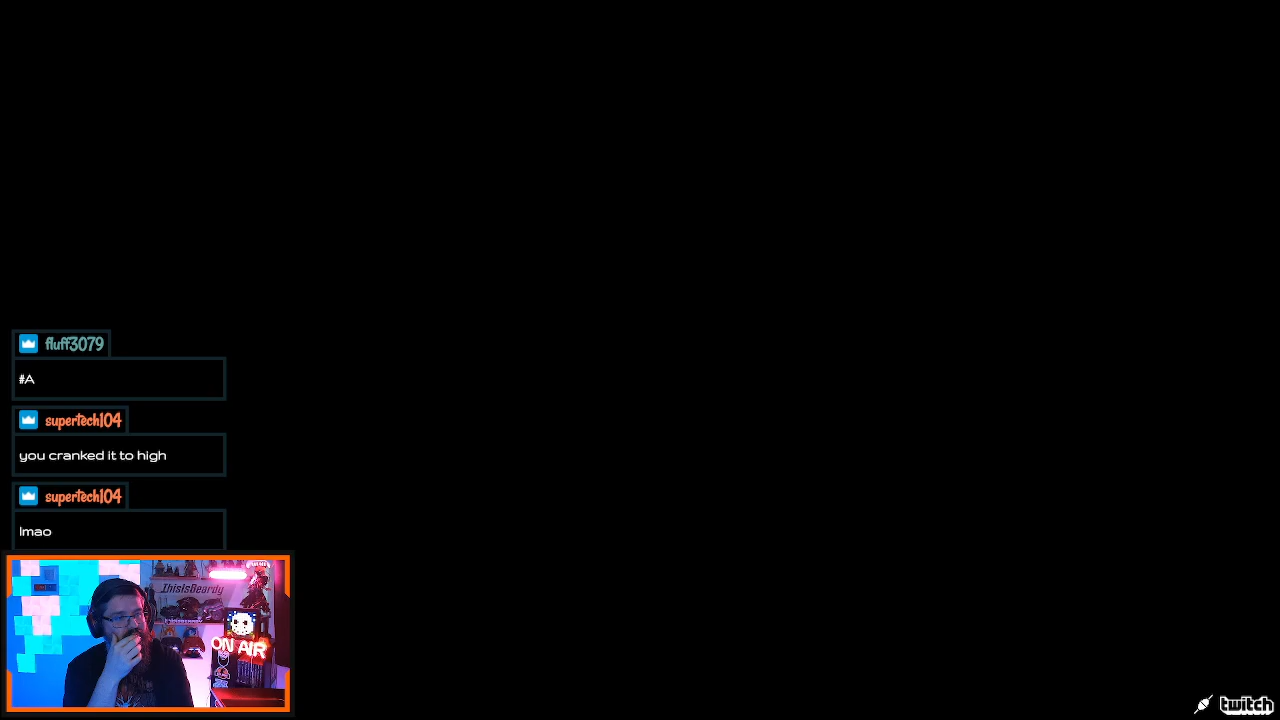 fluff3079
#A
supertech104
you cranked it to high
supertech104
lmao
ThisIsBeardy
ON AIR
twitch